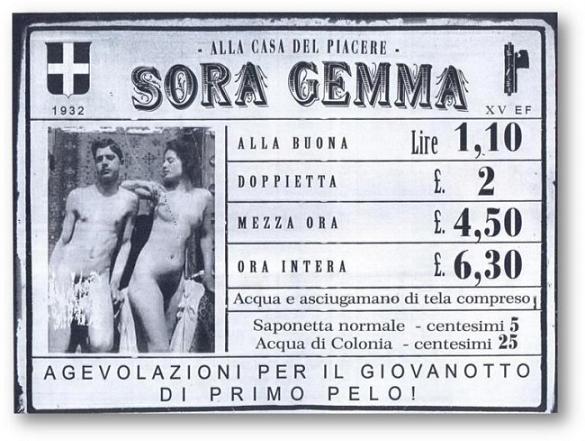 - ALLA CASA DEL PIACERE -
SORA GEMMA
1932
XV EF
ALLA BUONA Lire 1,10
DOPPIETTA £. 2
MEZZA ORA £. 4,50
ORA INTERA £. 6,30
Acqua e asciugamano di tela compreso
Saponetta normale - centesimi 5
Acqua di Colonia - centesimi 25
AGEVOLAZIONI PER IL GIOVANOTTO
DI PRIMO PELO!